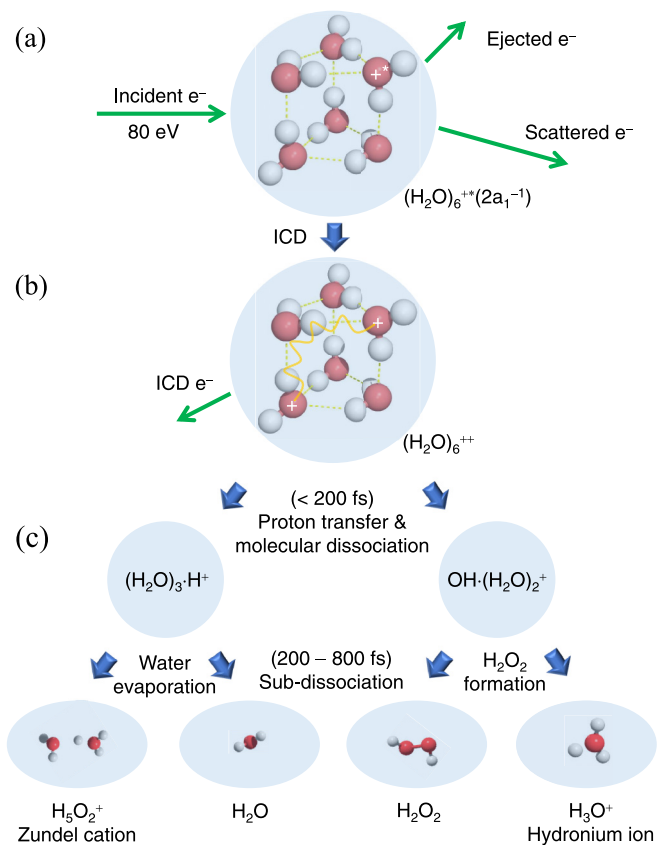 (a)
Ejected e⁻
Incident e⁻
80 eV
+*
Scattered e⁻
(H₂O)₆⁺*(2a₁⁻¹)
ICD
(b)
+
ICD e⁻
+
(H₂O)₆⁺⁺
(< 200 fs)
Proton transfer &
molecular dissociation
(c)
(H₂O)₃·H⁺
OH·(H₂O)₂⁺
Water
evaporation
(200 – 800 fs)
Sub-dissociation
H₂O₂
formation
H₅O₂⁺
Zundel cation
H₂O
H₂O₂
H₃O⁺
Hydronium ion